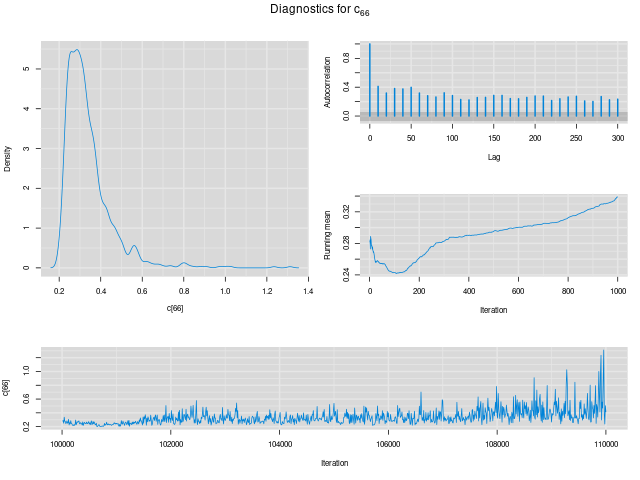 Diagnostics for c66
Density
0 1 2 3 4 5
0.2 0.4 0.6 0.8 1.0 1.2 1.4
c[66]
Autocorrelation
0.0 0.4 0.8
0 50 100 150 200 250 300
Lag
Running mean
0.24 0.28 0.32
0 200 400 600 800 1000
Iteration
c[66]
0.2 0.6 1.0
100000 102000 104000 106000 108000 110000
Iteration